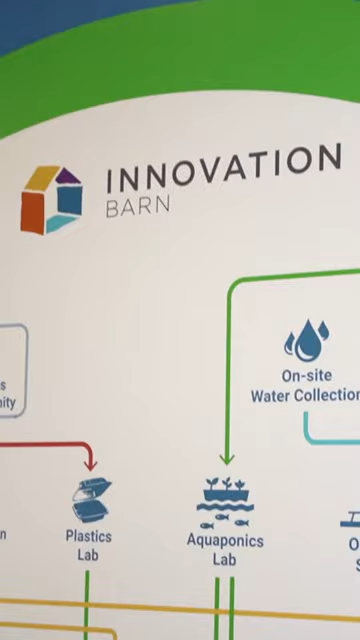 INNOVATION
BARN
On-site
Water Collection
Plastics
Lab
Aquaponics
Lab